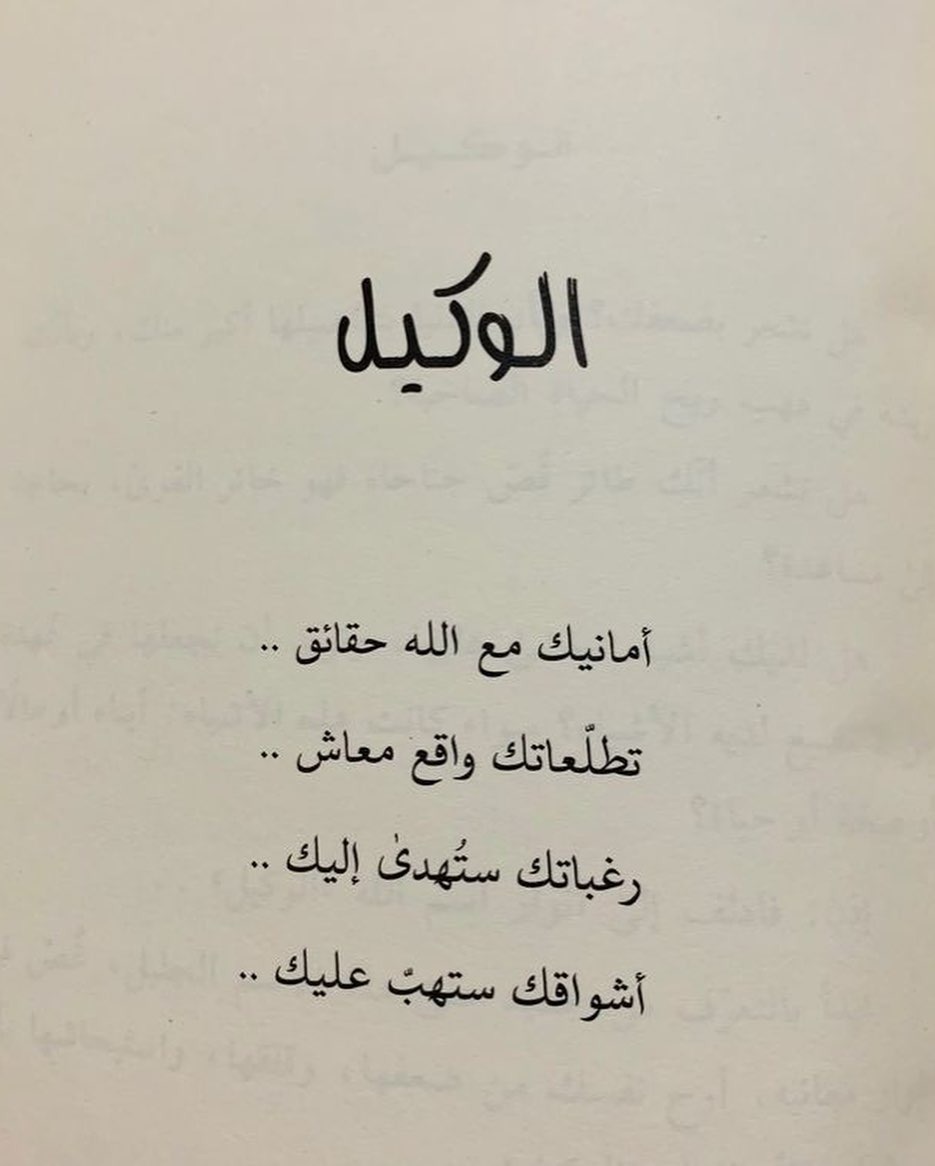 الوكيل
أمانيك مع الله حقائق ..
تطلّعاتك واقع معاش ..
رغباتك ستُهدىٰ إليك ..
أشواقك ستهبّ عليك ..